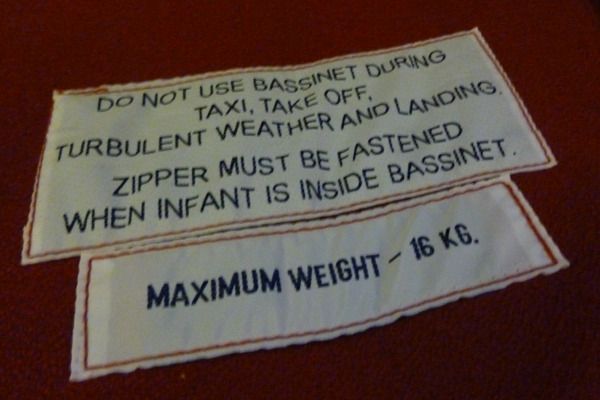 DO NOT USE BASSINET DURING
TAXI, TAKE OFF,
TURBULENT WEATHER AND LANDING.
ZIPPER MUST BE FASTENED
WHEN INFANT IS INSIDE BASSINET.
MAXIMUM WEIGHT - 16 KG.